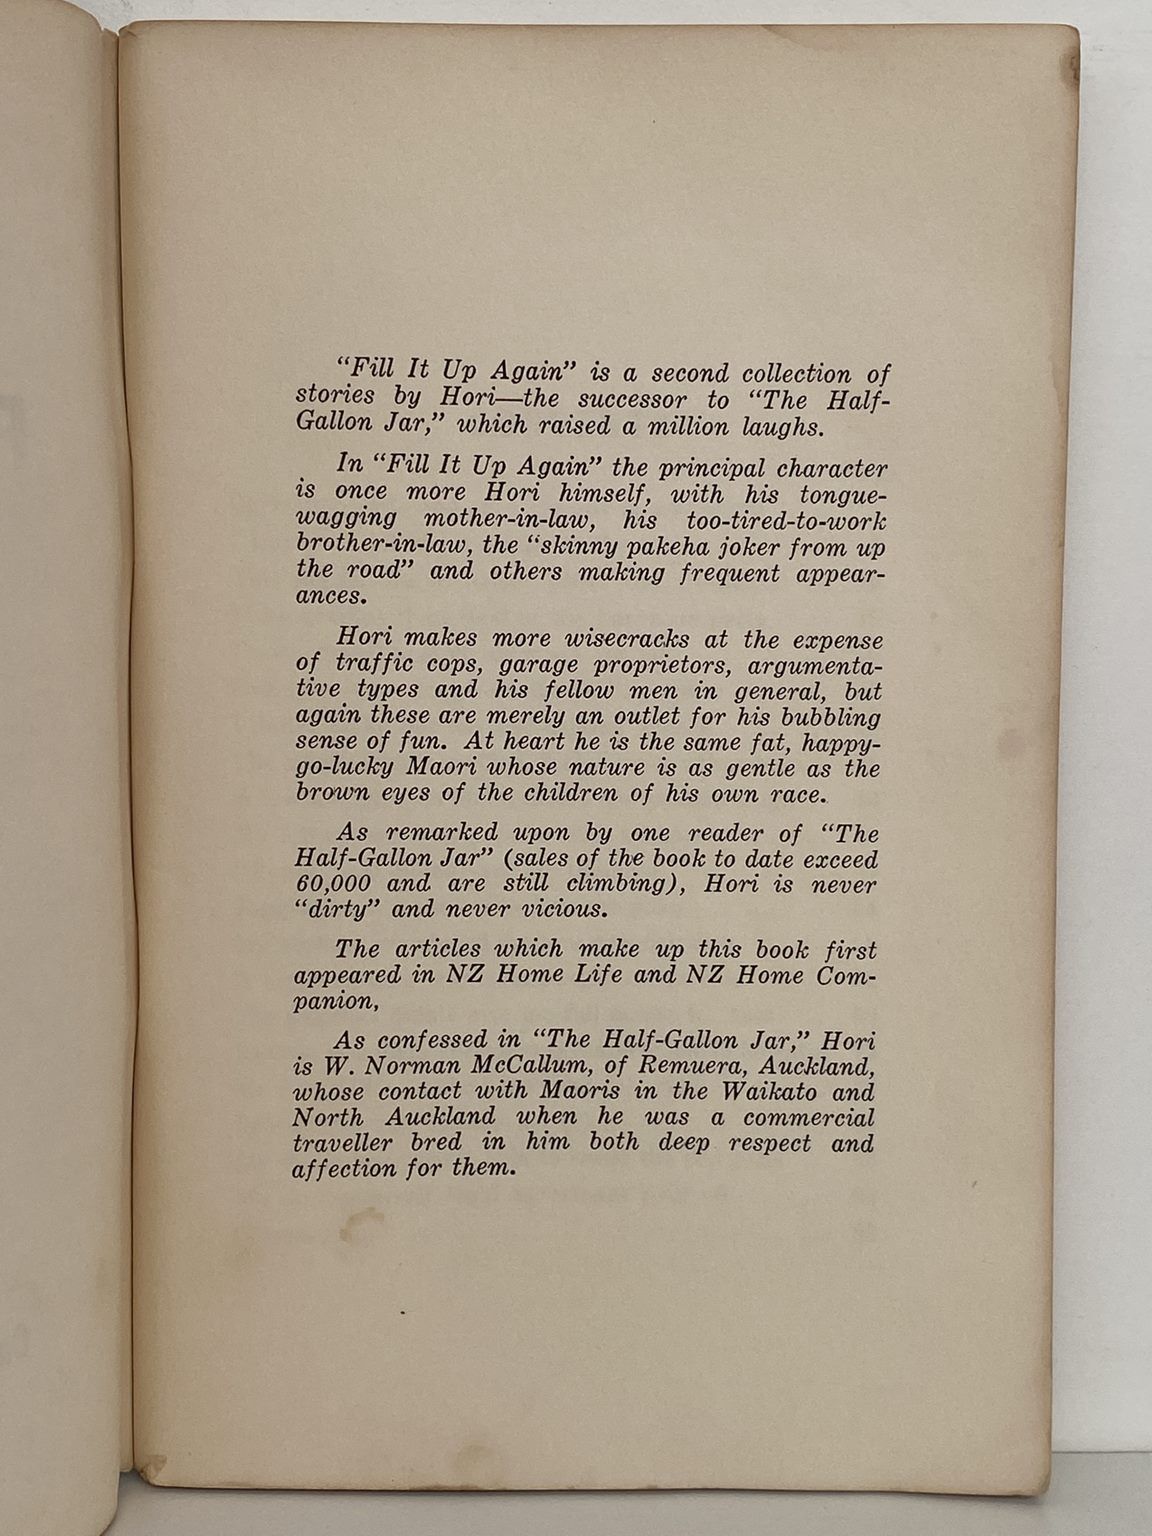 “Fill It Up Again” is a second collection of
stories by Hori—the successor to “The Half-
Gallon Jar,” which raised a million laughs.
In “Fill It Up Again” the principal character
is once more Hori himself, with his tongue-
wagging mother-in-law, his too-tired-to-work
brother-in-law, the “skinny pakeha joker from up
the road” and others making frequent appear-
ances.
Hori makes more wisecracks at the expense
of traffic cops, garage proprietors, argumenta-
tive types and his fellow men in general, but
again these are merely an outlet for his bubbling
sense of fun. At heart he is the same fat, happy-
go-lucky Maori whose nature is as gentle as the
brown eyes of the children of his own race.
As remarked upon by one reader of “The
Half-Gallon Jar” (sales of the book to date exceed
60,000 and are still climbing), Hori is never
“dirty” and never vicious.
The articles which make up this book first
appeared in NZ Home Life and NZ Home Com-
panion,
As confessed in “The Half-Gallon Jar,” Hori
is W. Norman McCallum, of Remuera, Auckland,
whose contact with Maoris in the Waikato and
North Auckland when he was a commercial
traveller bred in him both deep respect and
affection for them.